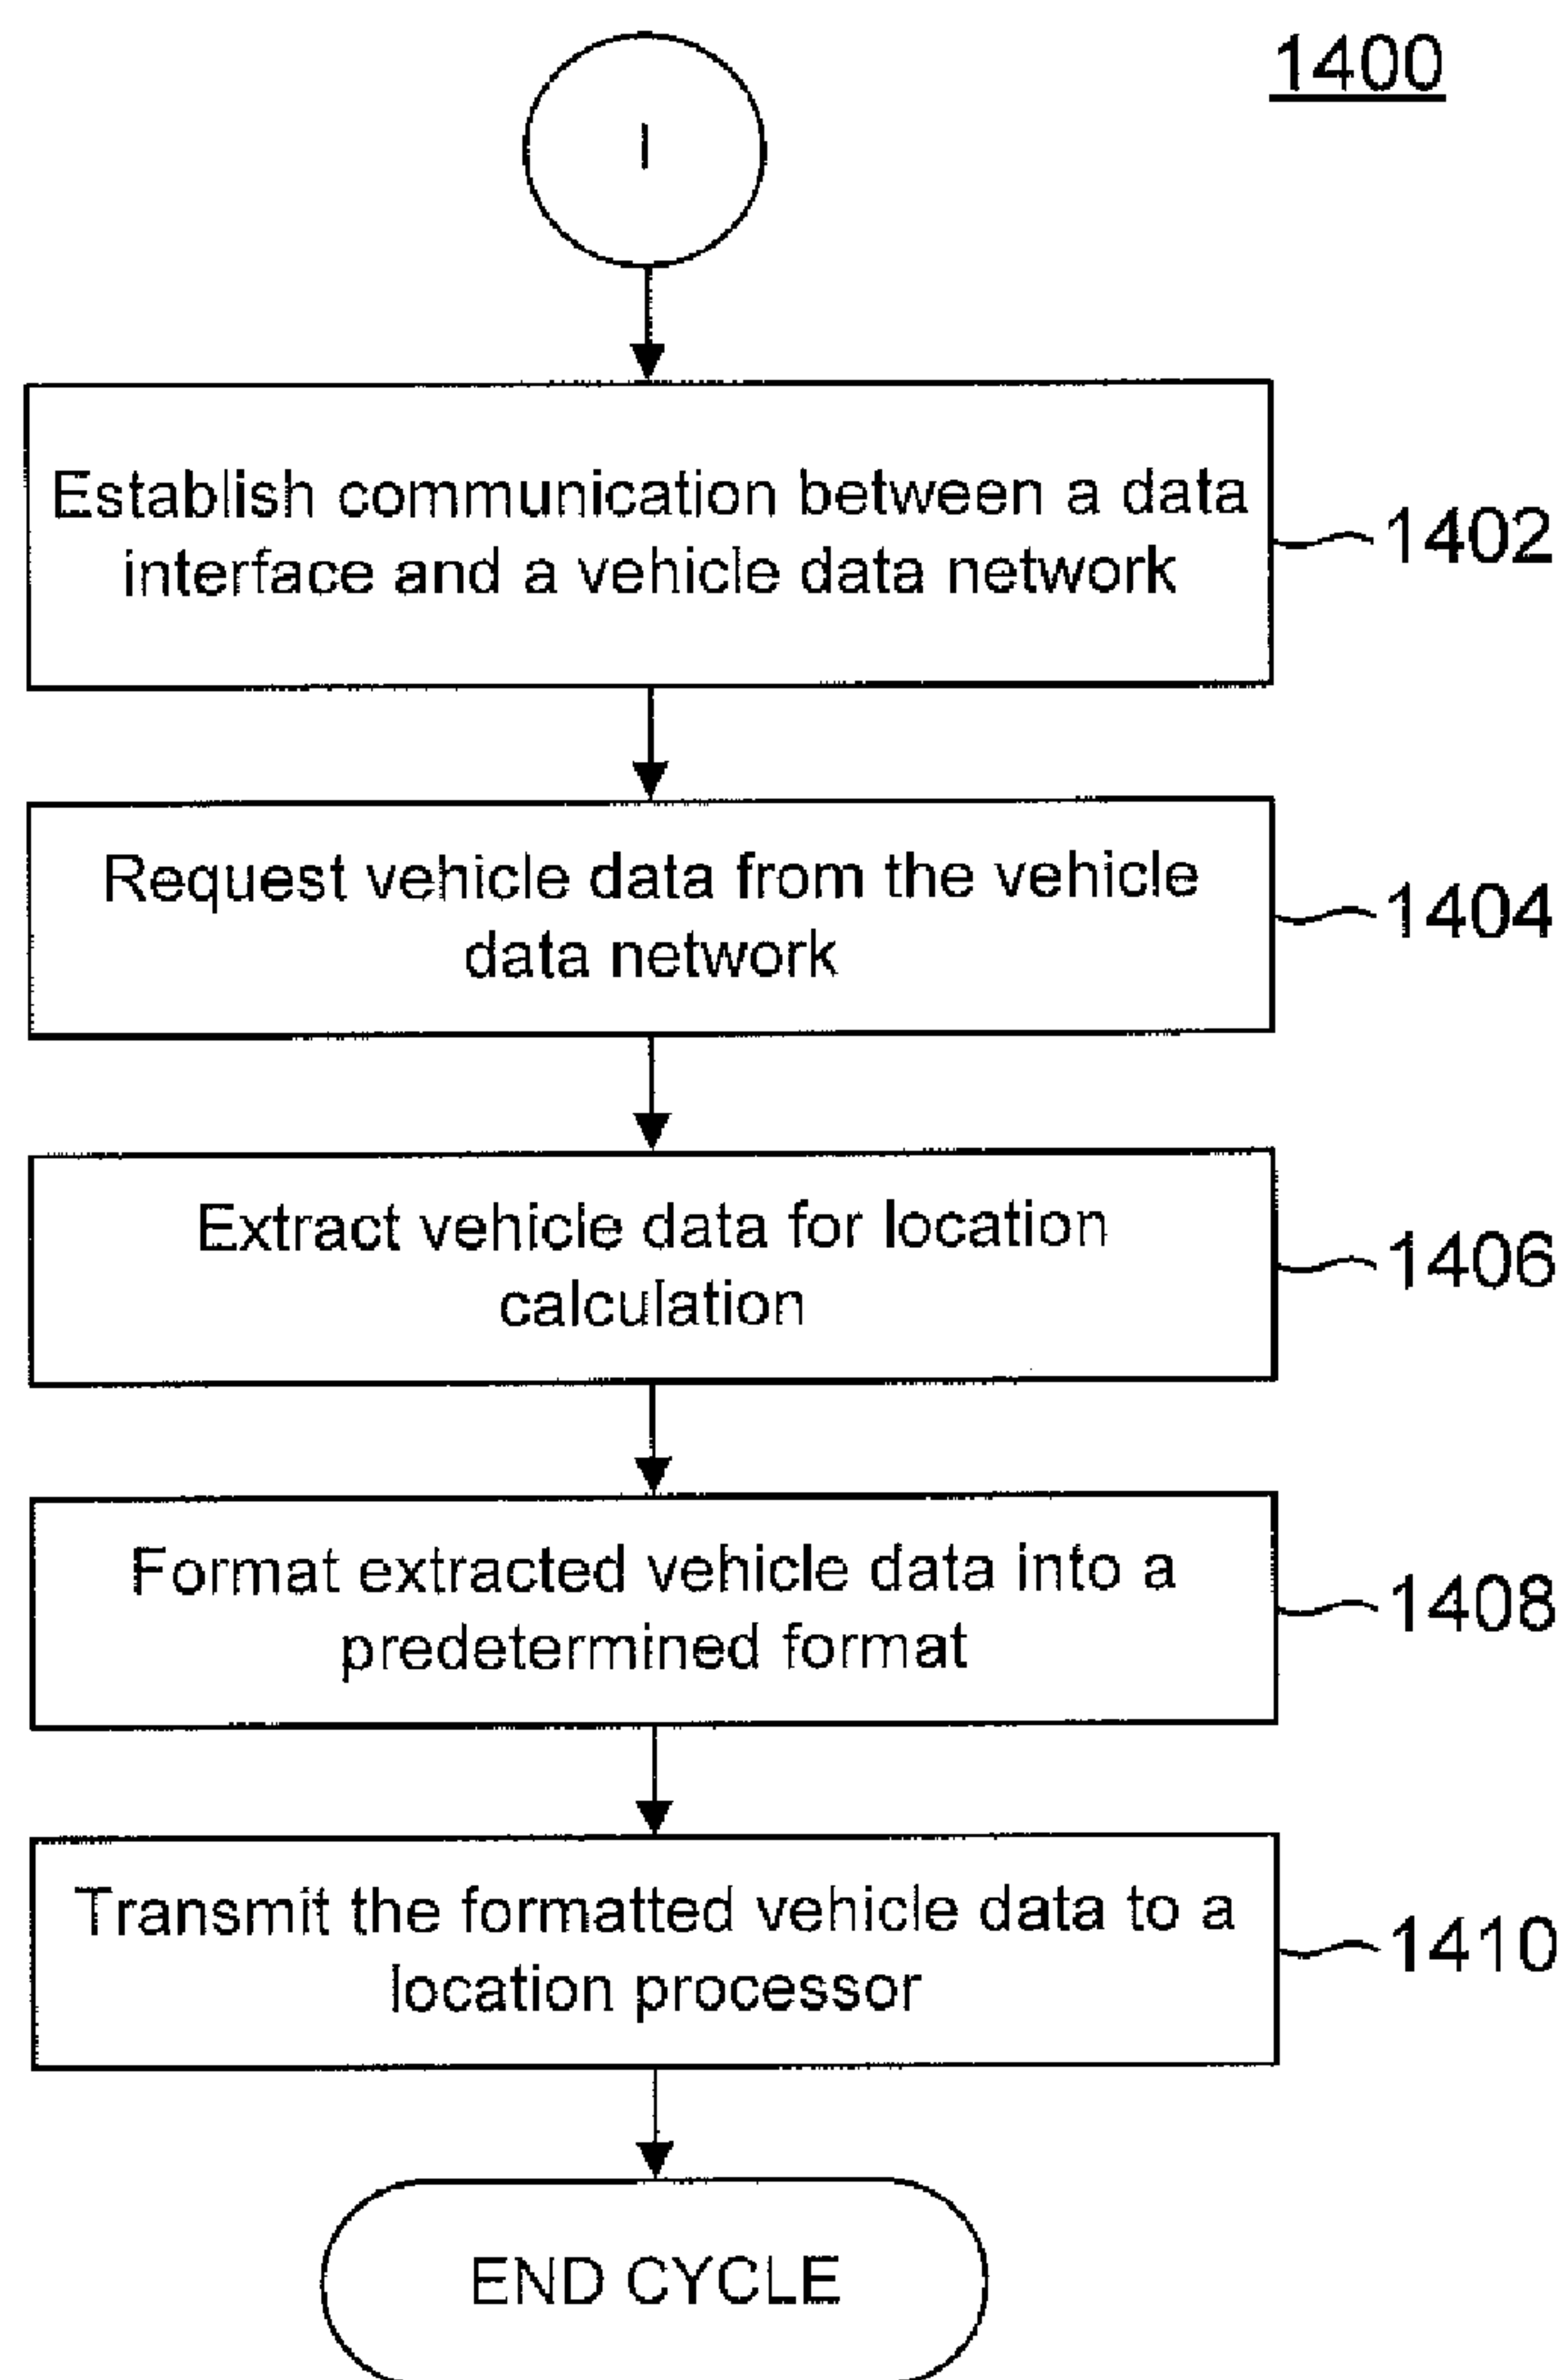 1400
I
Establish communication between a data
interface and a vehicle data network
1402
Request vehicle data from the vehicle
data network
1404
Extract vehicle data for location
calculation
1406
Format extracted vehicle data into a
predetermined format
1408
Transmit the formatted vehicle data to a
location processor
1410
END CYCLE